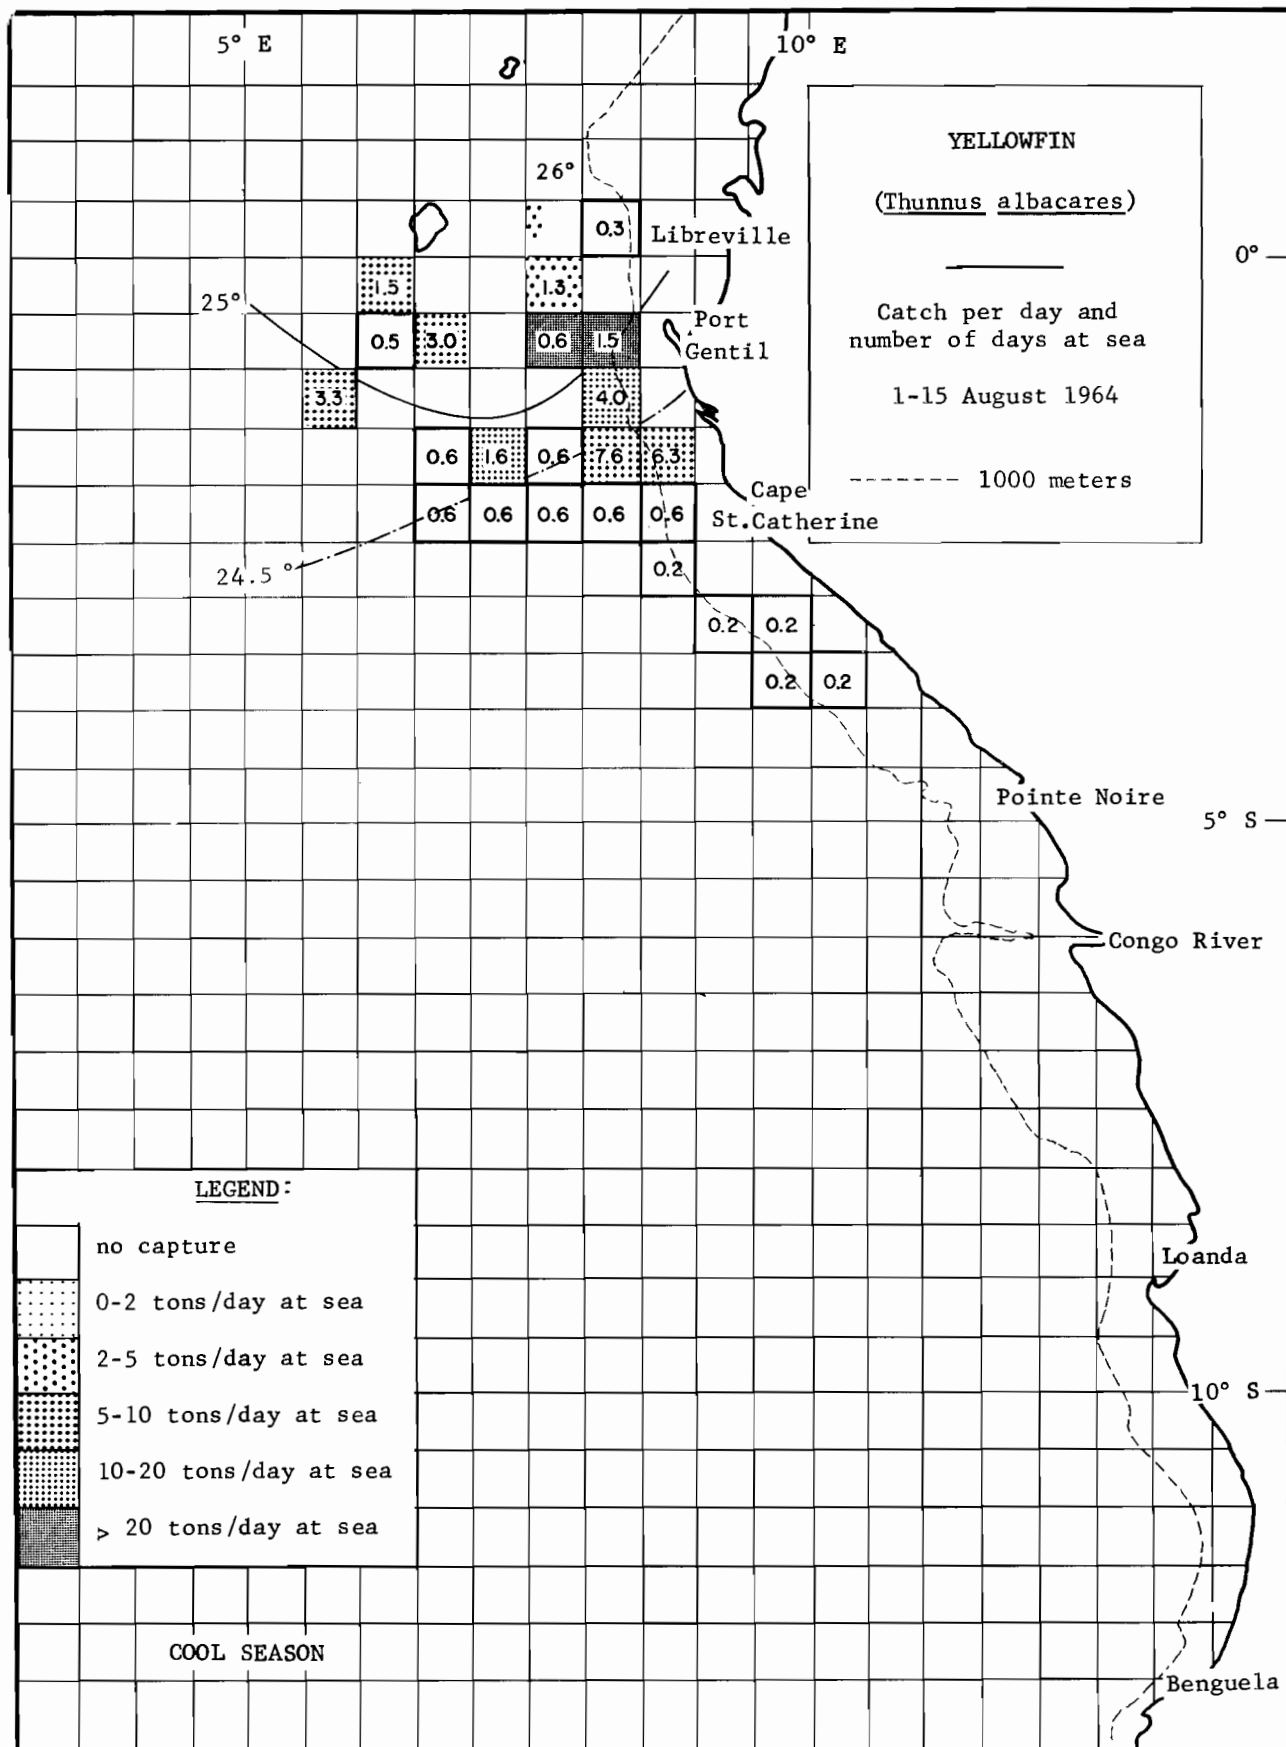 5° E
10° E
YELLOWFIN
(Thunnus albacares)
Catch per day and
number of days at sea
1-15 August 1964
1000 meters
26°
0.3
Libreville
0°
1.5
1.3
25°
Port
Gentil
0.5
3.0
0.6
1.5
3.3
4.0
0.6
1.6
0.6
7.6
6.3
Cape
St.Catherine
0.6
0.6
0.6
0.6
0.6
24.5°
0.2
0.2
0.2
0.2
0.2
Pointe Noire
5° S
Congo River
LEGEND:
no capture
0-2 tons/day at sea
2-5 tons/day at sea
5-10 tons/day at sea
10-20 tons/day at sea
> 20 tons/day at sea
Loanda
10° S
COOL SEASON
Benguela